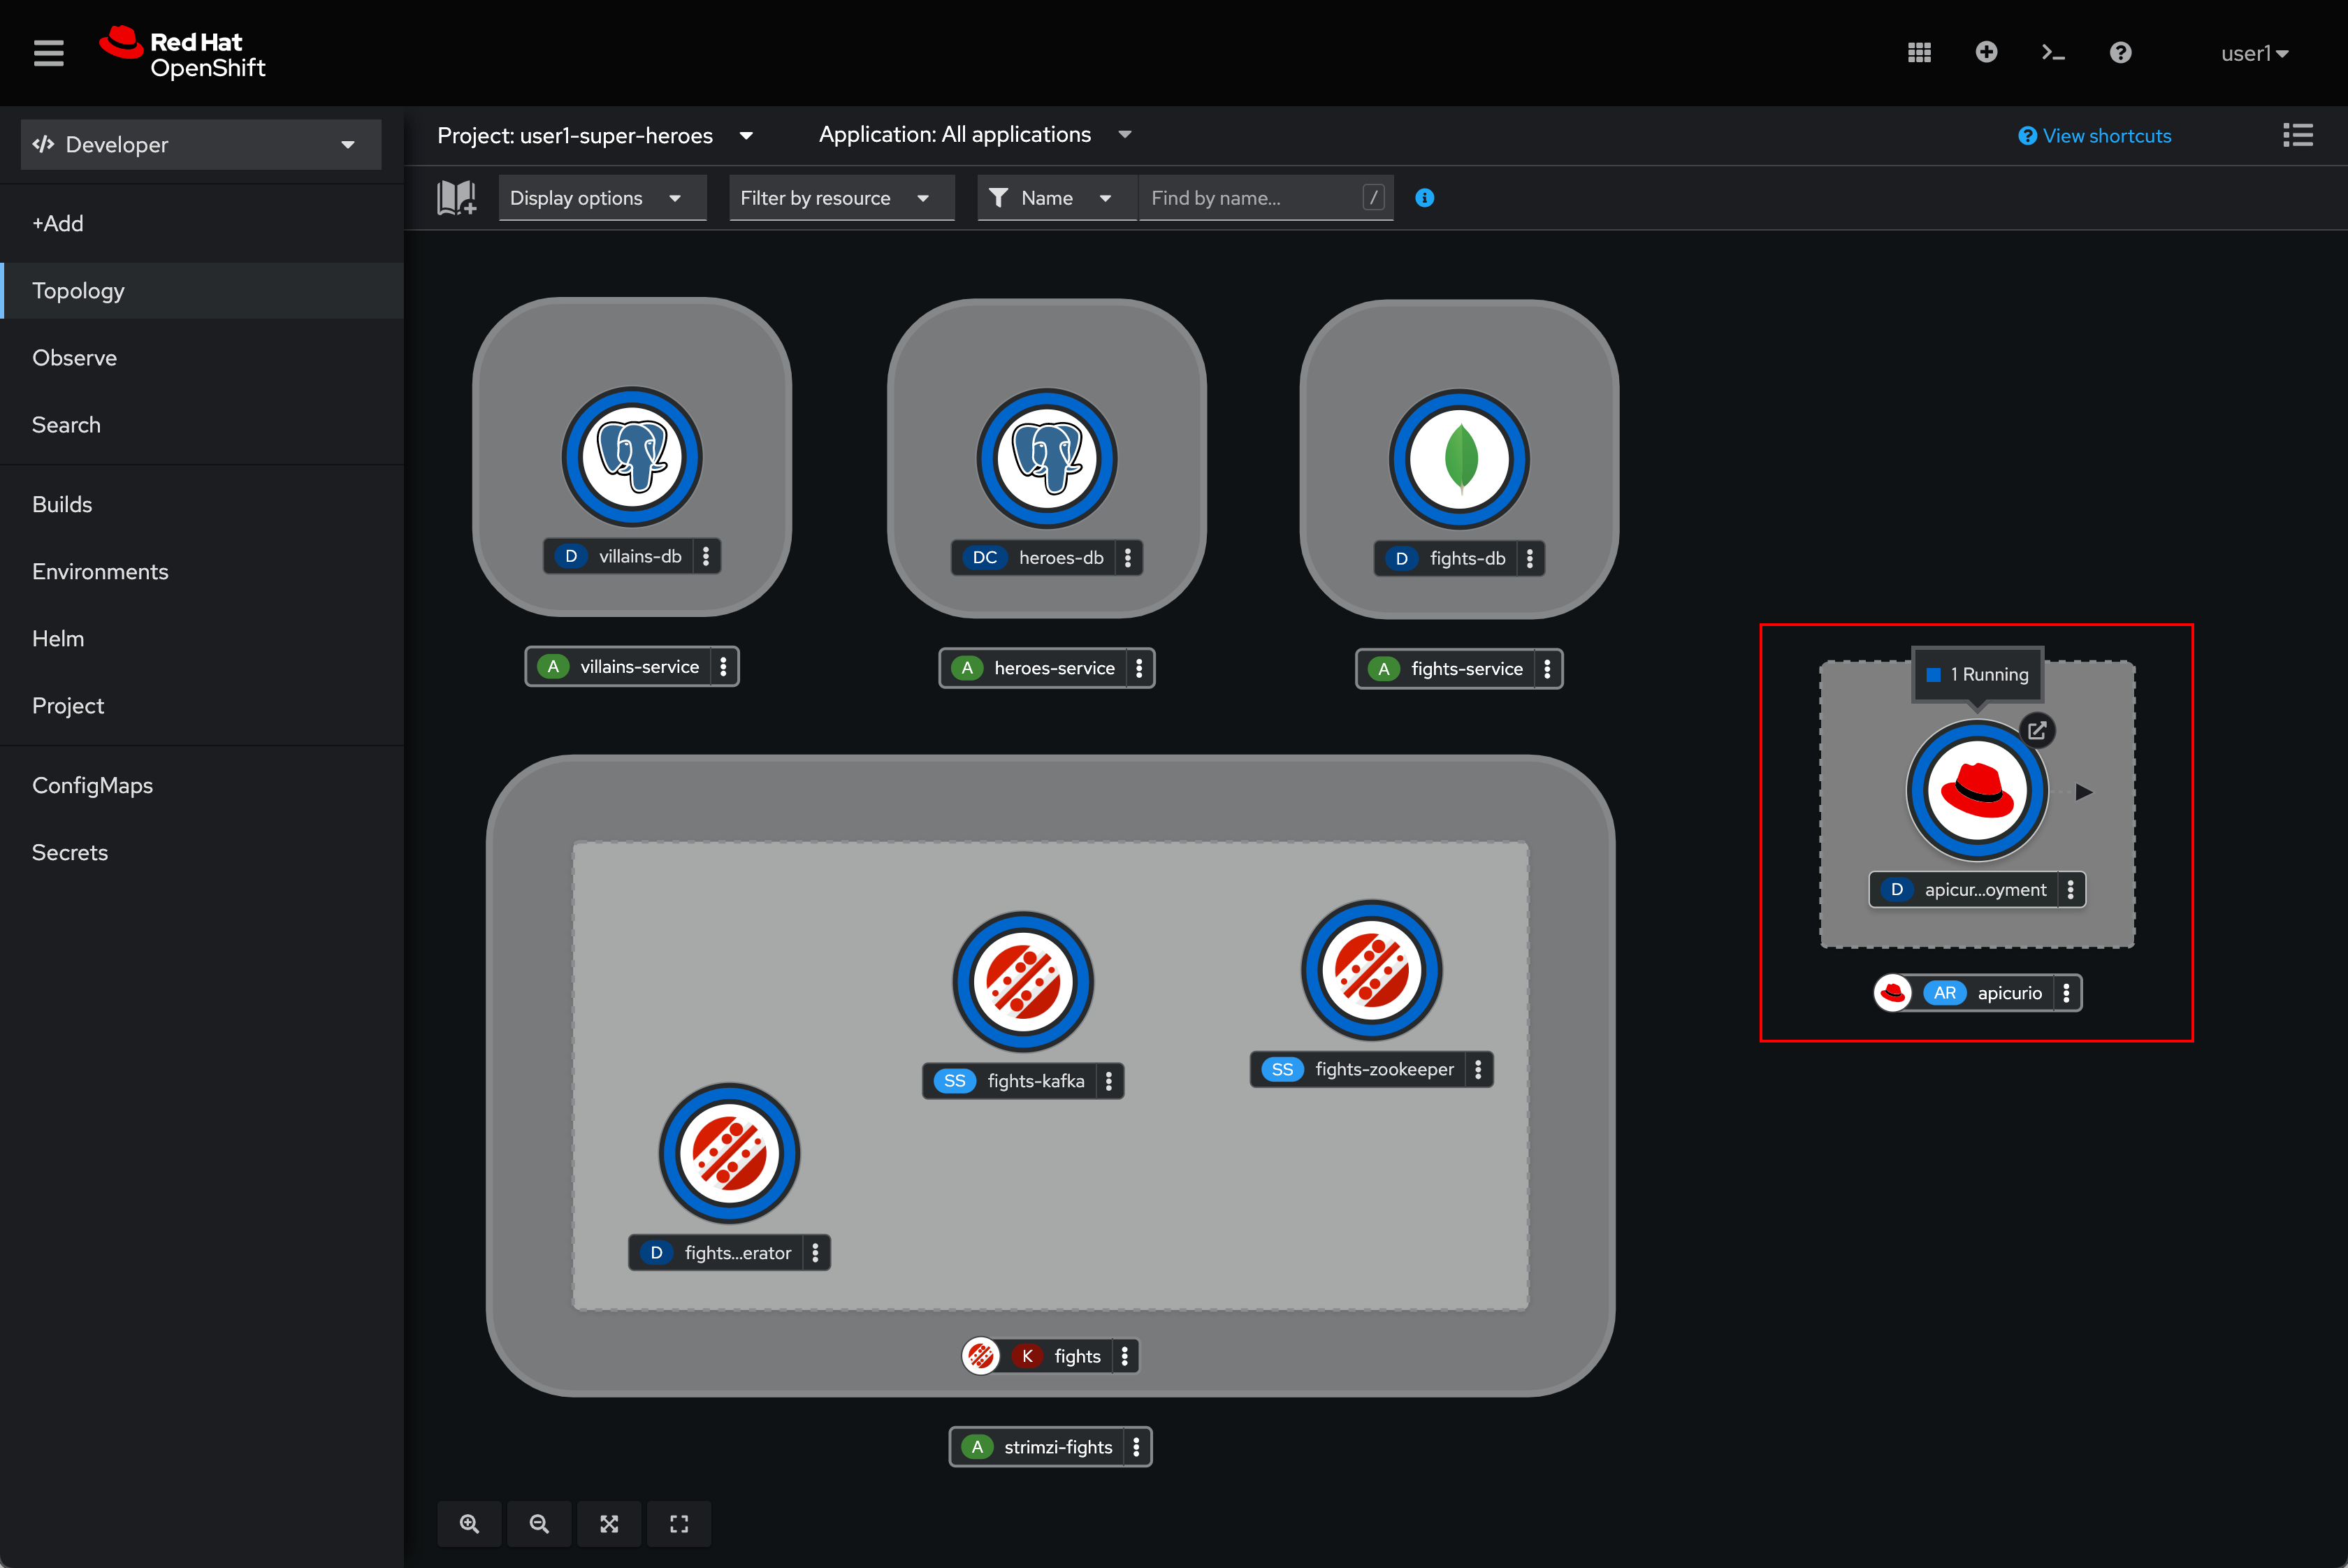 Red Hat
OpenShift
user1
Developer
Project: user1-super-heroes
Application: All applications
View shortcuts
Display options
Filter by resource
Name
Find by name...
/
+Add
Topology
Observe
Search
Builds
Environments
Helm
Project
ConfigMaps
Secrets
D villains-db
DC heroes-db
D fights-db
A villains-service
A heroes-service
A fights-service
1 Running
D apicur...oyment
AR apicurio
SS fights-kafka
SS fights-zookeeper
D fights...erator
K fights
A strimzi-fights